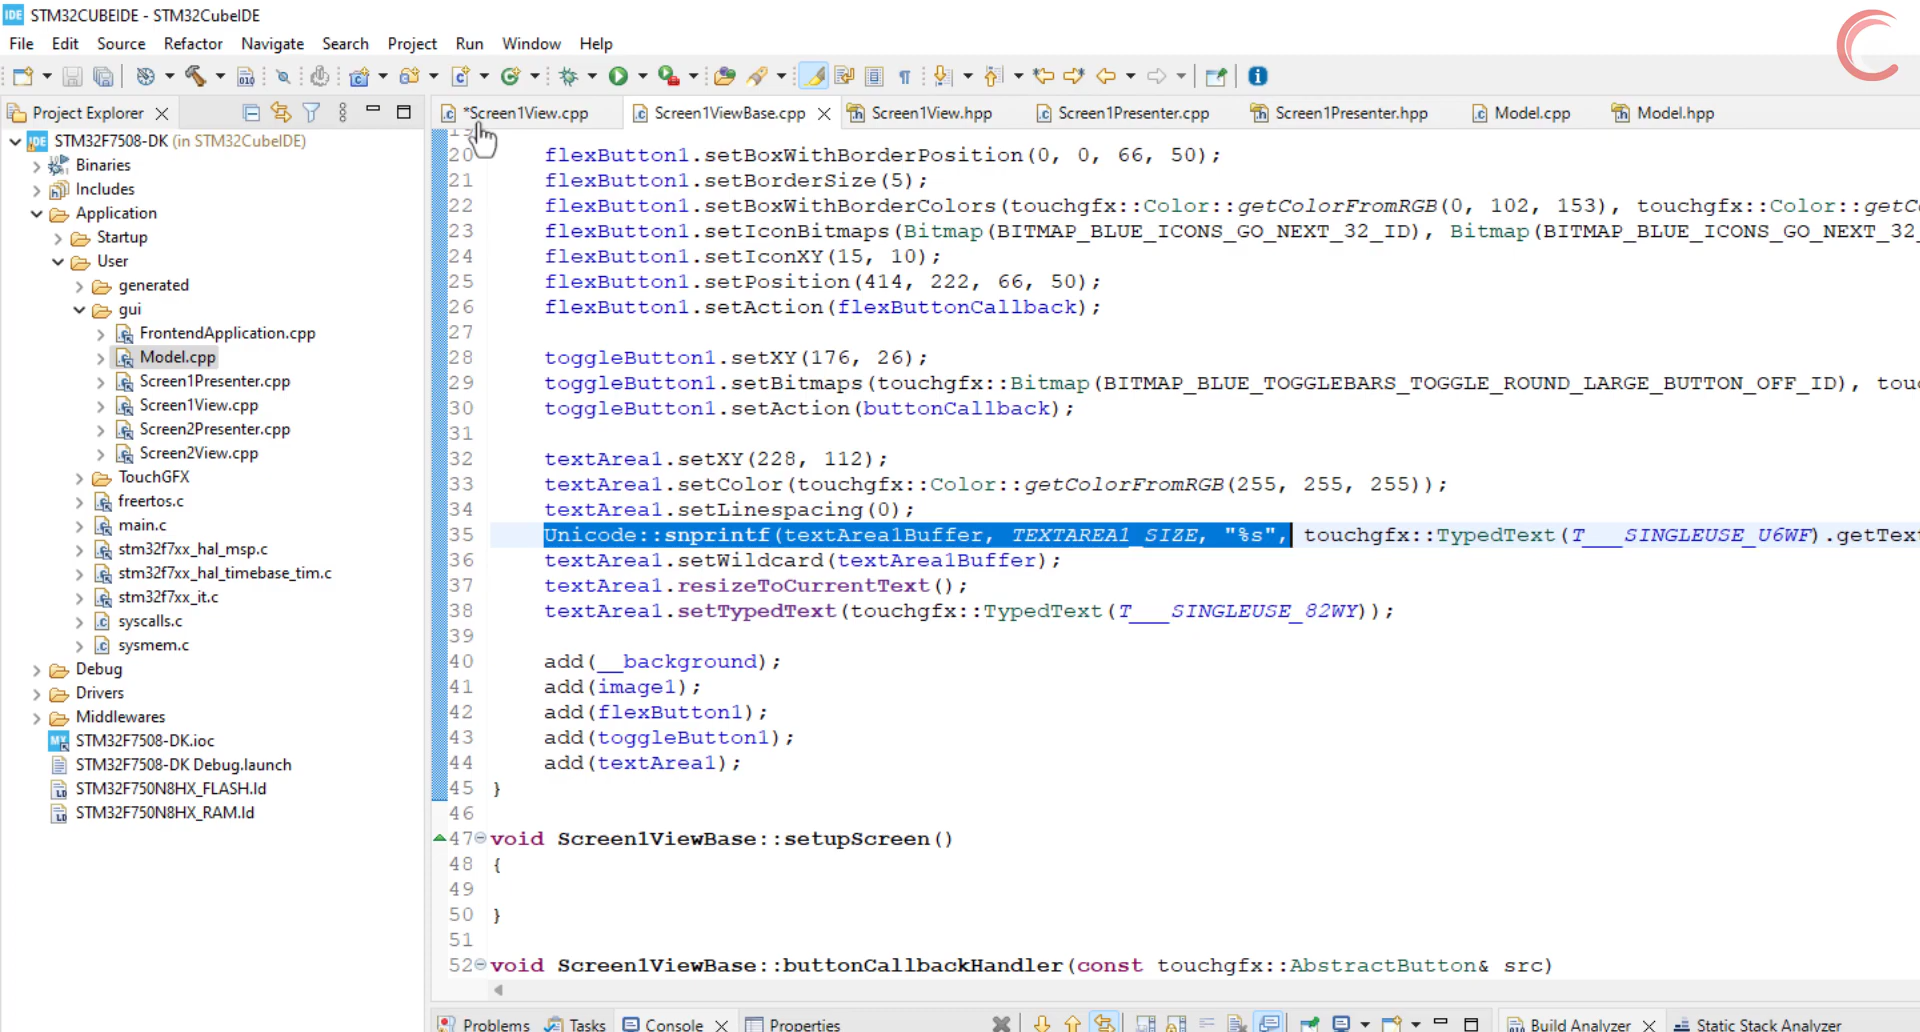 IDE STM32CUBEIDE - STM32CubeIDE
File Edit Source Refactor Navigate Search Project Run Window Help
Project Explorer
*Screen1View.cpp Screen1ViewBase.cpp Screen1View.hpp Screen1Presenter.cpp Screen1Presenter.hpp Model.cpp Model.hpp
STM32F7508-DK (in STM32CubeIDE)
Binaries
Includes
Application
Startup
User
generated
gui
FrontendApplication.cpp
Model.cpp
Screen1Presenter.cpp
Screen1View.cpp
Screen2Presenter.cpp
Screen2View.cpp
TouchGFX
freertos.c
main.c
stm32f7xx_hal_msp.c
stm32f7xx_hal_timebase_tim.c
stm32f7xx_it.c
syscalls.c
sysmem.c
Debug
Drivers
Middlewares
STM32F7508-DK.ioc
STM32F7508-DK Debug.launch
STM32F750N8HX_FLASH.ld
STM32F750N8HX_RAM.ld
19
20 flexButton1.setBoxWithBorderPosition(0, 0, 66, 50);
21 flexButton1.setBorderSize(5);
22 flexButton1.setBoxWithBorderColors(touchgfx::Color::getColorFromRGB(0, 102, 153), touchgfx::Color::getC
23 flexButton1.setIconBitmaps(Bitmap(BITMAP_BLUE_ICONS_GO_NEXT_32_ID), Bitmap(BITMAP_BLUE_ICONS_GO_NEXT_32_
24 flexButton1.setIconXY(15, 10);
25 flexButton1.setPosition(414, 222, 66, 50);
26 flexButton1.setAction(flexButtonCallback);
27
28 toggleButton1.setXY(176, 26);
29 toggleButton1.setBitmaps(touchgfx::Bitmap(BITMAP_BLUE_TOGGLEBARS_TOGGLE_ROUND_LARGE_BUTTON_OFF_ID), tou
30 toggleButton1.setAction(buttonCallback);
31
32 textArea1.setXY(228, 112);
33 textArea1.setColor(touchgfx::Color::getColorFromRGB(255, 255, 255));
34 textArea1.setLinespacing(0);
35 Unicode::snprintf(textArea1Buffer, TEXTAREA1_SIZE, "%s", touchgfx::TypedText(T___SINGLEUSE_U6WF).getText
36 textArea1.setWildcard(textArea1Buffer);
37 textArea1.resizeToCurrentText();
38 textArea1.setTypedText(touchgfx::TypedText(T___SINGLEUSE_82WY));
39
40 add(__background);
41 add(image1);
42 add(flexButton1);
43 add(toggleButton1);
44 add(textArea1);
45 }
46
47 void Screen1ViewBase::setupScreen()
48 {
49
50 }
51
52 void Screen1ViewBase::buttonCallbackHandler(const touchgfx::AbstractButton& src)
Problems Tasks Console Properties Build Analyzer Static Stack Analyzer